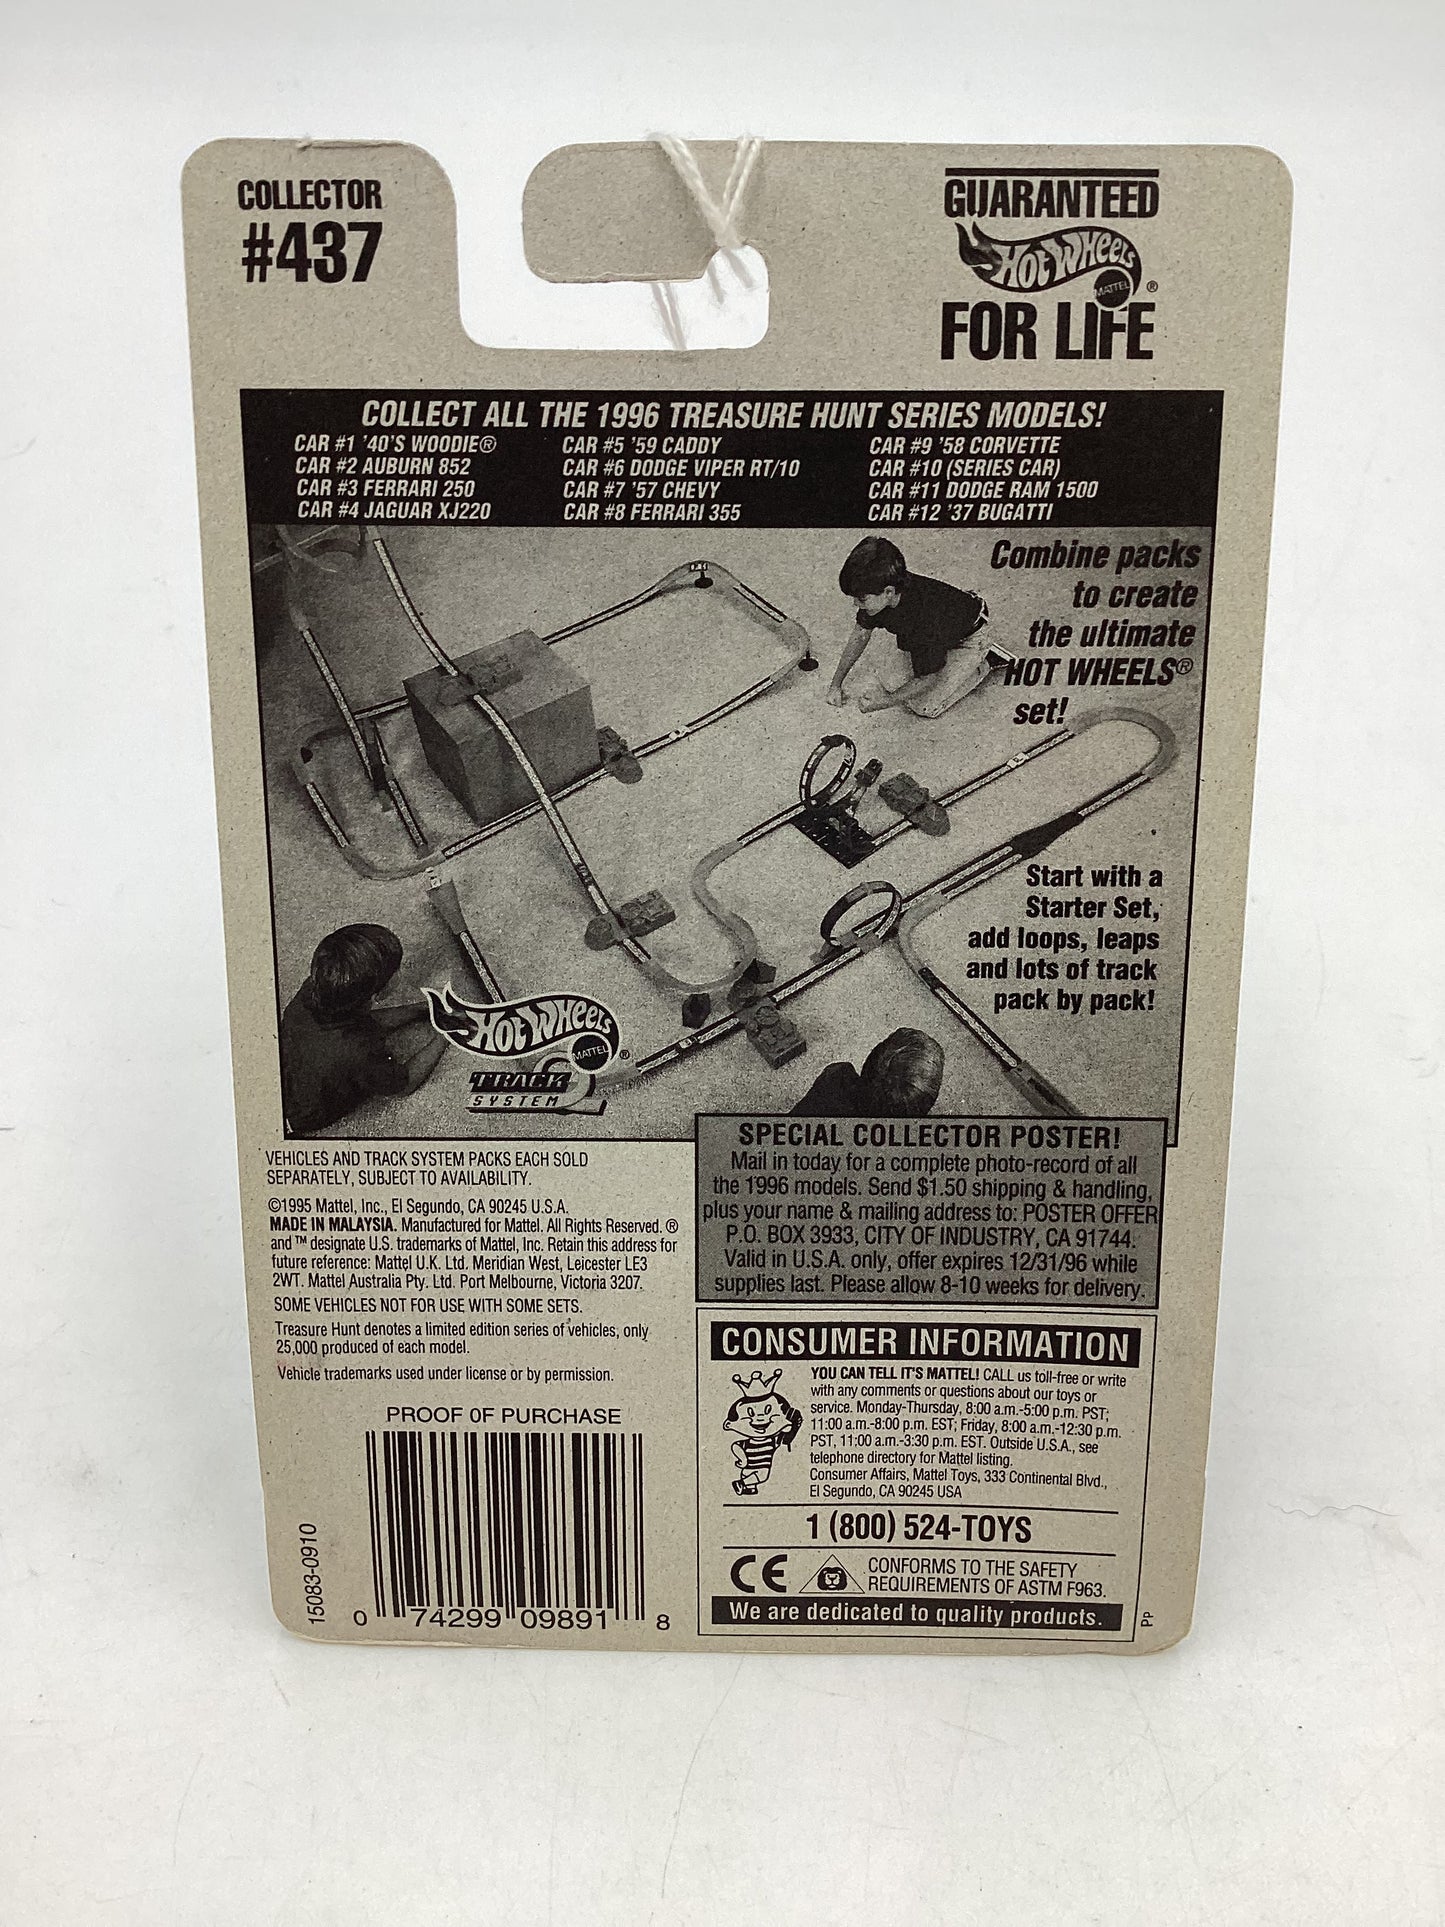 COLLECTOR
#437
GUARANTEED
HOT WHEELS
MATTEL ®
FOR LIFE
COLLECT ALL THE 1996 TREASURE HUNT SERIES MODELS!
CAR #1 '40'S WOODIE®
CAR #2 AUBURN 852
CAR #3 FERRARI 250
CAR #4 JAGUAR XJ220
CAR #5 '59 CADDY
CAR #6 DODGE VIPER RT/10
CAR #7 '57 CHEVY
CAR #8 FERRARI 355
CAR #9 '58 CORVETTE
CAR #10 (SERIES CAR)
CAR #11 DODGE RAM 1500
CAR #12 '37 BUGATTI
Combine packs
to create
the ultimate
HOT WHEELS®
set!
Start with a
Starter Set,
add loops, leaps
and lots of track
pack by pack!
HOT WHEELS
MATTEL ®
TRACK
SYSTEM
VEHICLES AND TRACK SYSTEM PACKS EACH SOLD
SEPARATELY, SUBJECT TO AVAILABILITY.
©1995 Mattel, Inc., El Segundo, CA 90245 U.S.A.
MADE IN MALAYSIA. Manufactured for Mattel. All Rights Reserved. ®
and ™ designate U.S. trademarks of Mattel, Inc. Retain this address for
future reference: Mattel U.K. Ltd. Meridian West, Leicester LE3
2WT. Mattel Australia Pty. Ltd. Port Melbourne, Victoria 3207.
SOME VEHICLES NOT FOR USE WITH SOME SETS.
Treasure Hunt denotes a limited edition series of vehicles, only
25,000 produced of each model.
Vehicle trademarks used under license or by permission.
PROOF OF PURCHASE
15083-0910
0 74299 09891 8
SPECIAL COLLECTOR POSTER!
Mail in today for a complete photo-record of all
the 1996 models. Send $1.50 shipping & handling,
plus your name & mailing address to: POSTER OFFER
P.O. BOX 3933, CITY OF INDUSTRY, CA 91744.
Valid in U.S.A. only, offer expires 12/31/96 while
supplies last. Please allow 8-10 weeks for delivery.
CONSUMER INFORMATION
YOU CAN TELL IT'S MATTEL! CALL us toll-free or write
with any comments or questions about our toys or
service. Monday-Thursday, 8:00 a.m.-5:00 p.m. PST;
11:00 a.m.-8:00 p.m. EST; Friday, 8:00 a.m.-12:30 p.m.
PST, 11:00 a.m.-3:30 p.m. EST. Outside U.S.A., see
telephone directory for Mattel listing.
Consumer Affairs, Mattel Toys, 333 Continental Blvd.,
El Segundo, CA 90245 USA
1 (800) 524-TOYS
CE
CONFORMS TO THE SAFETY
REQUIREMENTS OF ASTM F963.
We are dedicated to quality products.
PP